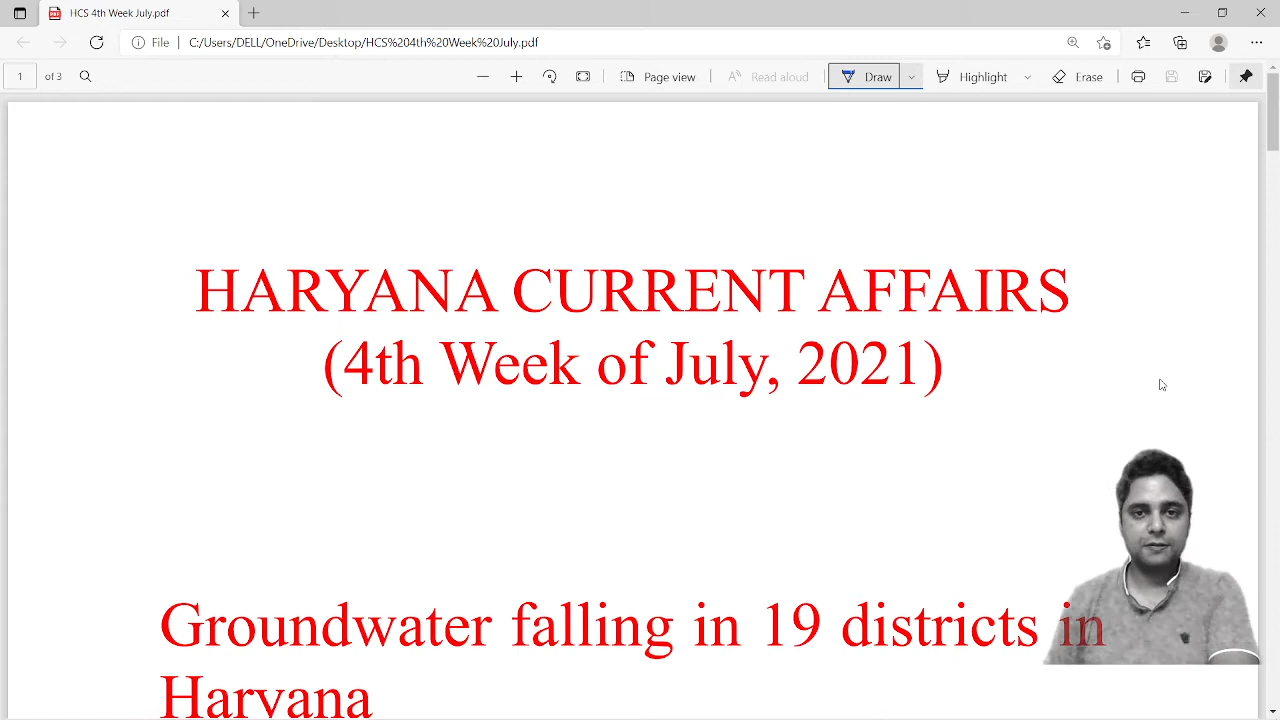 HCS 4th Week July.pdf
File C:/Users/DELL/OneDrive/Desktop/HCS%204th%20Week%20July.pdf
1 of 3 Page view Read aloud Draw Highlight Erase
HARYANA CURRENT AFFAIRS
(4th Week of July, 2021)
Groundwater falling in 19 districts in
Haryana